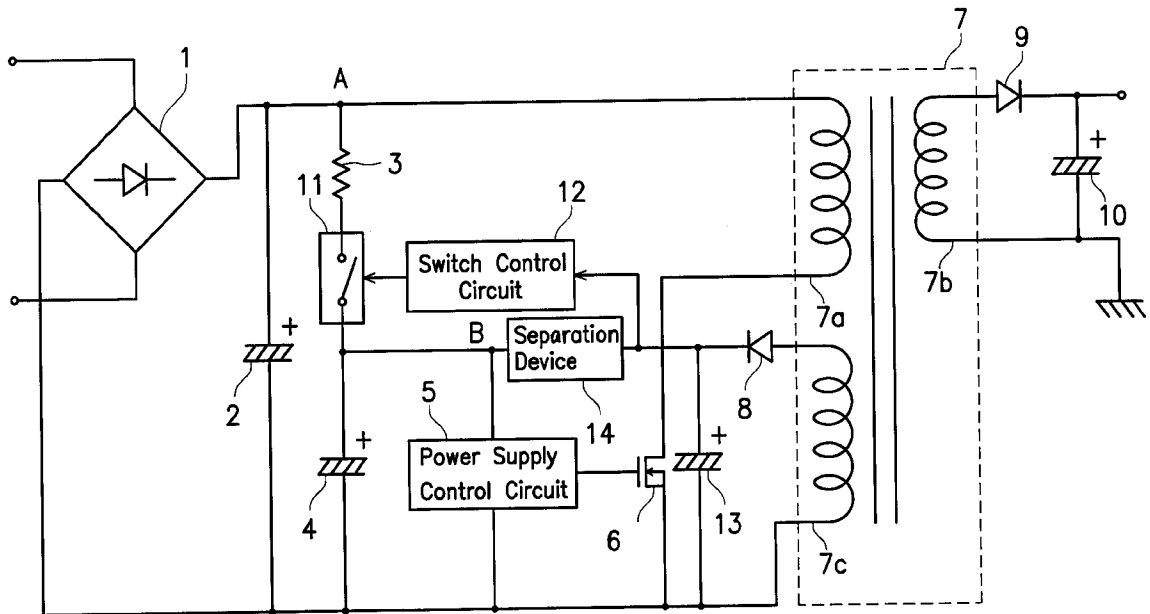 1
A
7
9
3
11
12
+
10
Switch Control
Circuit
7b
7a
B
Separation
Device
+
2
8
5
14
+
+
Power Supply
Control Circuit
4
6
13
7c